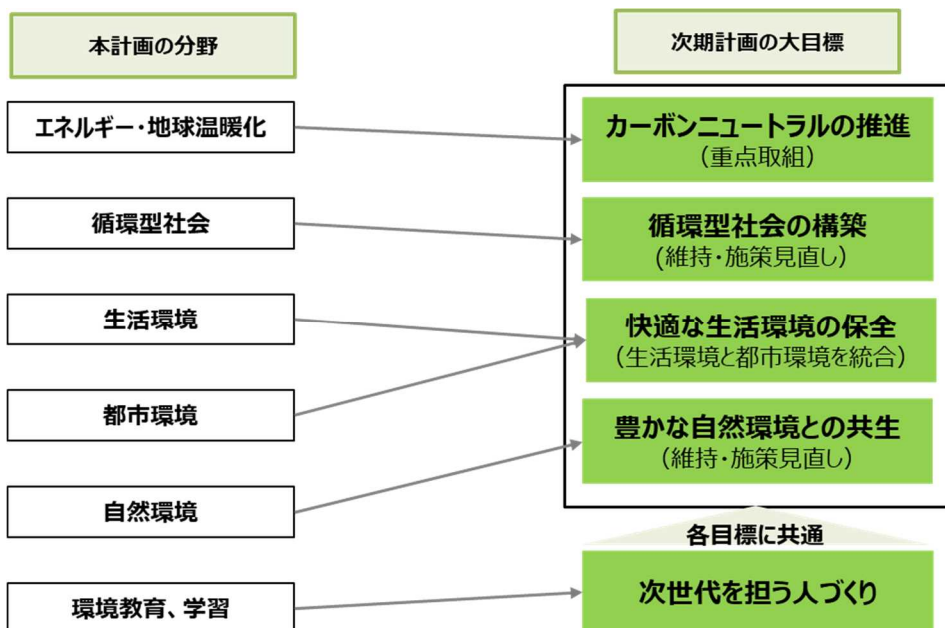 本計画の分野
エネルギー・地球温暖化
循環型社会
生活環境
都市環境
自然環境
環境教育、学習
次期計画の大目標
カーボンニュートラルの推進
（重点取組）
循環型社会の構築
（維持・施策見直し）
快適な生活環境の保全
（生活環境と都市環境を統合）
豊かな自然環境との共生
（維持・施策見直し）
各目標に共通
次世代を担う人づくり